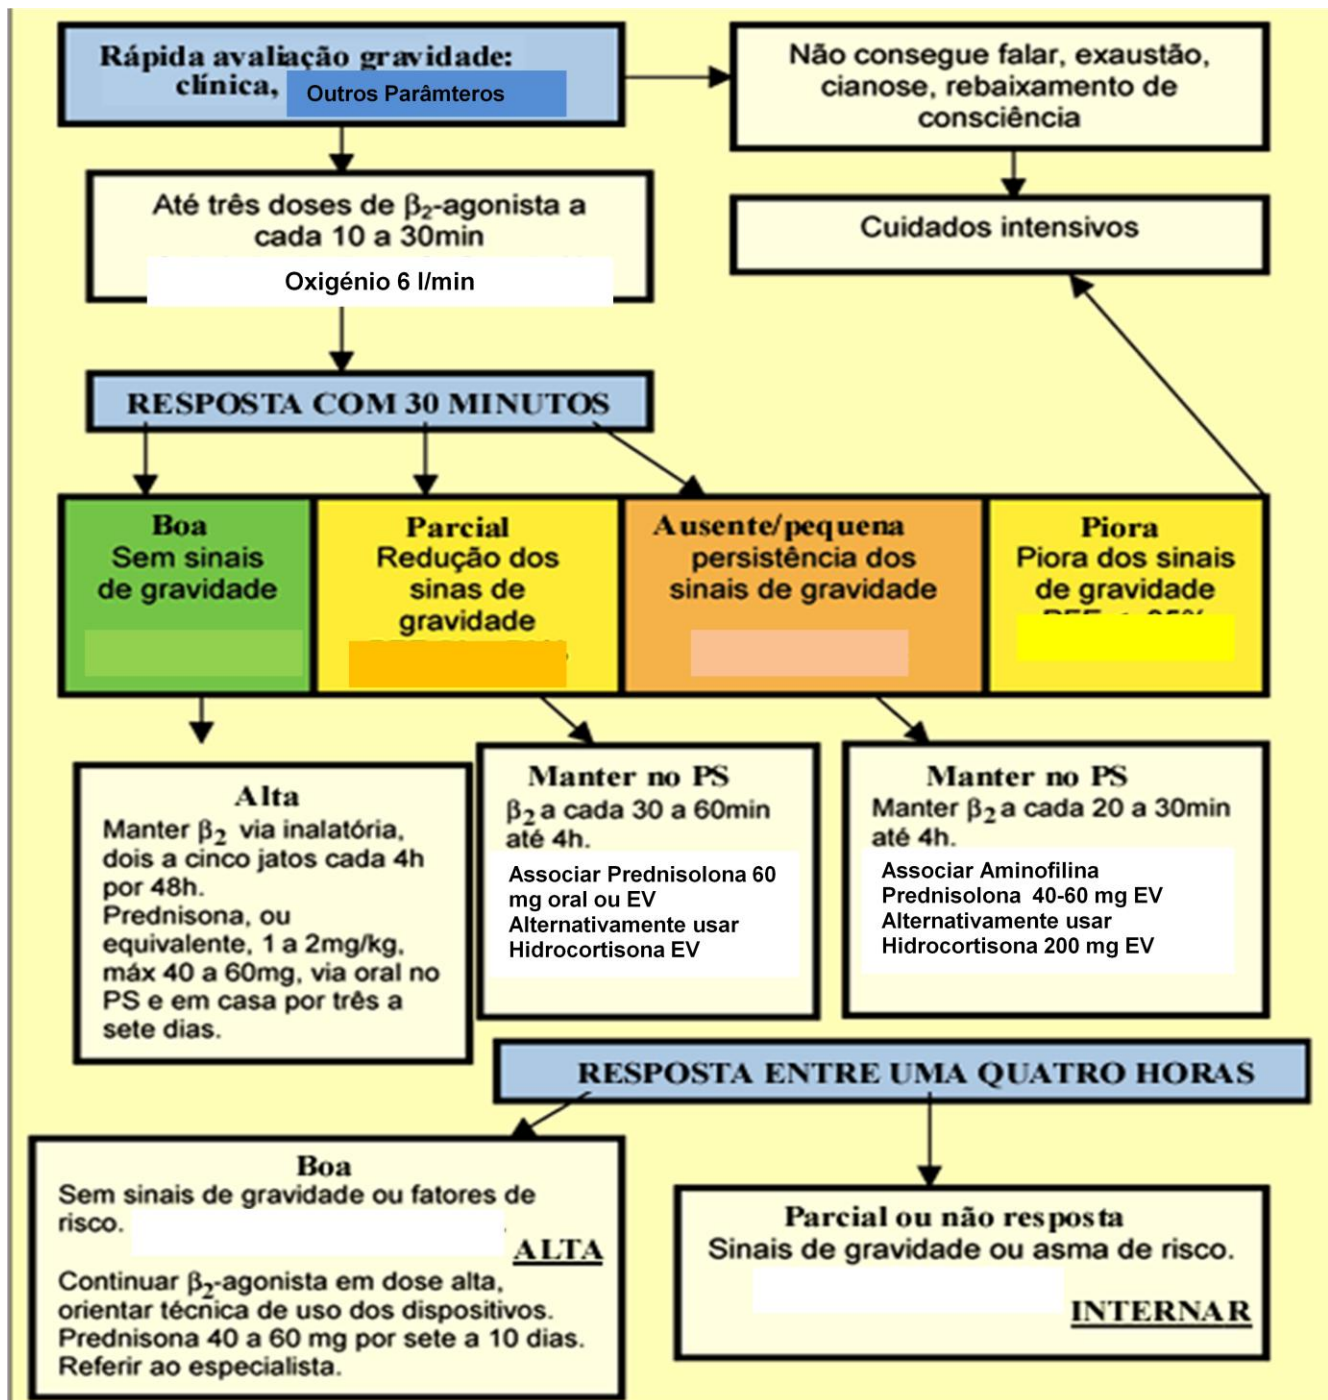 Rápida avaliação gravidade:
clínica, Outros Parâmteros
Não consegue falar, exaustão,
cianose, rebaixamento de
consciência
Até três doses de β₂-agonista a
cada 10 a 30min
Oxigénio 6 l/min
Cuidados intensivos
RESPOSTA COM 30 MINUTOS
Boa
Sem sinais
de gravidade
Parcial
Redução dos
sinas de
gravidade
Ausente/pequena
persistência dos
sinais de gravidade
Piora
Piora dos sinais
de gravidade
Alta
Manter β₂ via inalatória,
dois a cinco jatos cada 4h
por 48h.
Prednisona, ou
equivalente, 1 a 2mg/kg,
máx 40 a 60mg, via oral no
PS e em casa por três a
sete dias.
Manter no PS
β₂ a cada 30 a 60min
até 4h.
Associar Prednisolona 60
mg oral ou EV
Alternativamente usar
Hidrocortisona EV
Manter no PS
Manter β₂ a cada 20 a 30min
até 4h.
Associar Aminofilina
Prednisolona 40-60 mg EV
Alternativamente usar
Hidrocortisona 200 mg EV
RESPOSTA ENTRE UMA QUATRO HORAS
Boa
Sem sinais de gravidade ou fatores de
risco.
ALTA
Continuar β₂-agonista em dose alta,
orientar técnica de uso dos dispositivos.
Prednisona 40 a 60 mg por sete a 10 dias.
Referir ao especialista.
Parcial ou não resposta
Sinais de gravidade ou asma de risco.
INTERNAR